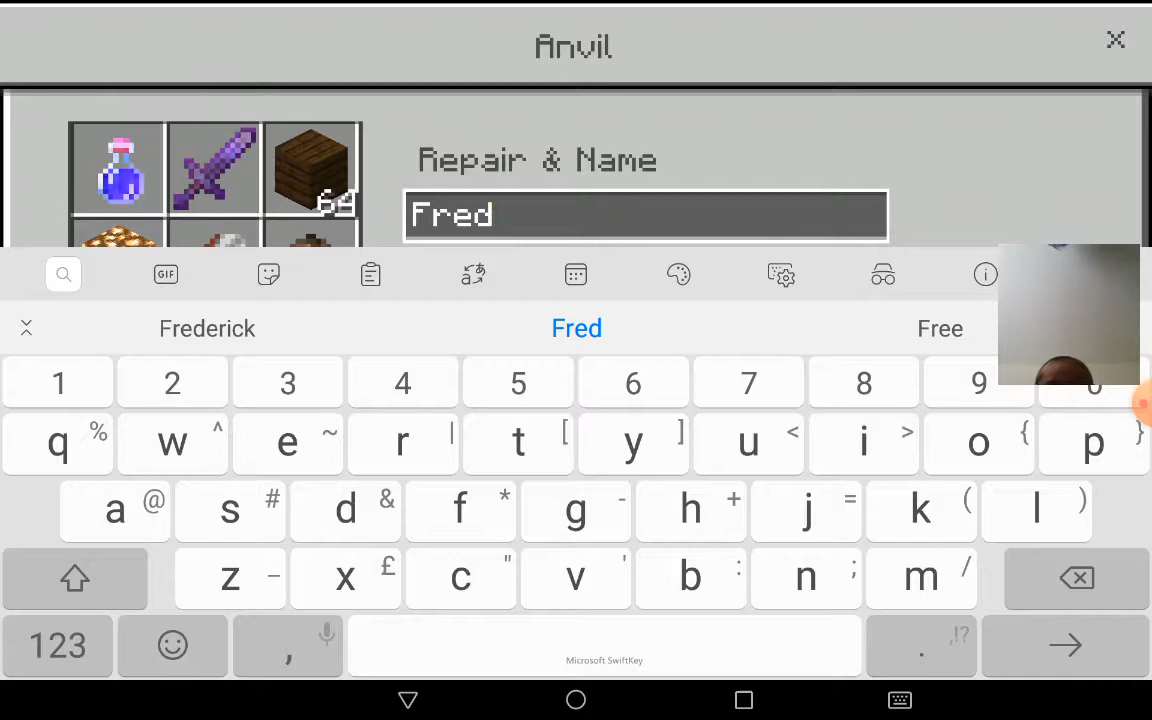 Anvil
Repair & Name
64
Fred
GIF
Frederick Fred Free
1 2 3 4 5 6 7 8 9
q % w ^ e ~ r | t [ y ] u < i > o { p }
a @ s # d & f * g - h + j = k ( l )
z _ x £ c " v ' b : n ; m /
123 , . ,!?
Microsoft SwiftKey